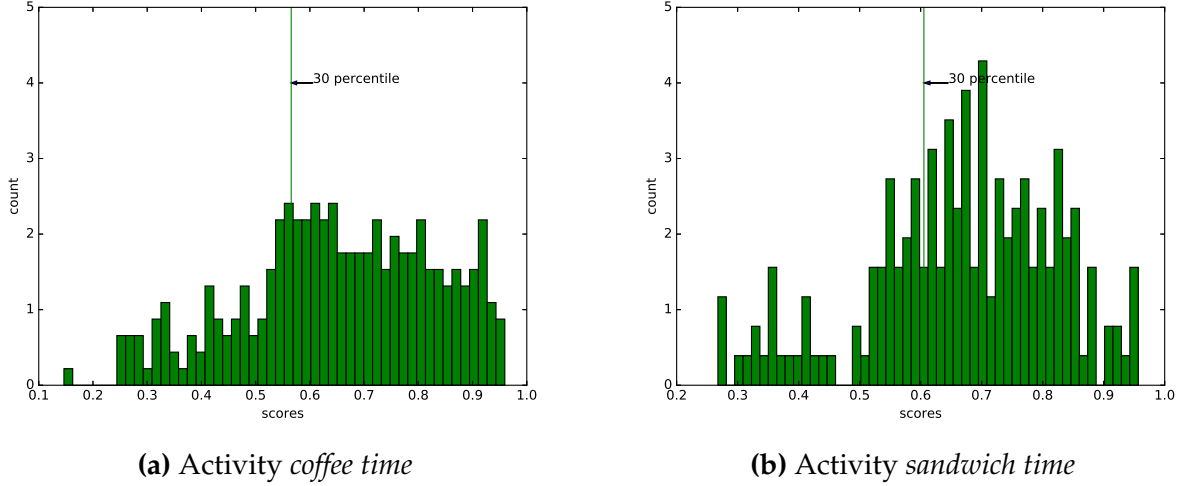 5
4
3
2
1
0
count
30 percentile
0.1 0.2 0.3 0.4 0.5 0.6 0.7 0.8 0.9 1.0
scores
(a) Activity coffee time
5
4
3
2
1
0
count
30 percentile
0.2 0.3 0.4 0.5 0.6 0.7 0.8 0.9 1.0
scores
(b) Activity sandwich time